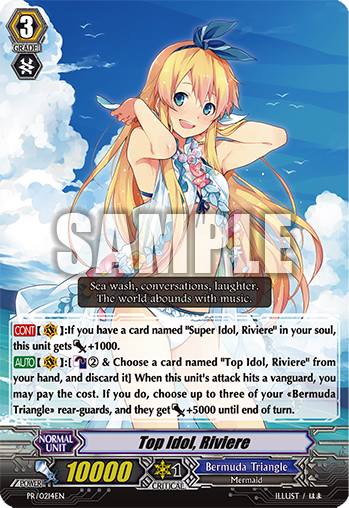 3
GRADE
SAMPLE
Sea wash, conversations, laughter.
The world abounds with music.
CONT【 】:If you have a card named "Super Idol, Riviere" in your soul,
this unit gets +1000.
AUTO【 】:[ ② & Choose a card named "Top Idol, Riviere" from
your hand, and discard it] When this unit's attack hits a vanguard, you
may pay the cost. If you do, choose up to three of your «Bermuda
Triangle» rear-guards, and they get +5000 until end of turn.
NORMAL
UNIT
Top Idol, Riviere
POWER
10000
1
CRITICAL
Bermuda Triangle
Mermaid
PR/0214EN
ILLUST / はま